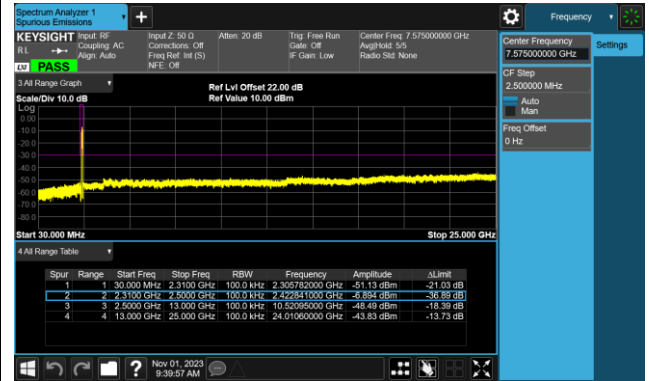 Spectrum Analyzer 1
Spurious Emissions
Frequency
KEYSIGHT
RL
Input: RF
Coupling: AC
Align: Auto
Input Z: 50 Ω
Corrections: Off
Freq Ref: Int (S)
NFE: Off
Atten: 20 dB
Trig: Free Run
Gate: Off
IF Gain: Low
Center Freq: 7.575000000 GHz
Avg|Hold: 5/5
Radio Std: None
LXI PASS
Center Frequency
7.575000000 GHz
Settings
CF Step
2.500000 MHz
Auto
Man
Freq Offset
0 Hz
3 All Range Graph
Scale/Div 10.0 dB
Ref Lvl Offset 22.00 dB
Ref Value 10.00 dBm
Log
0.00
-10.0
-20.0
-30.0
-40.0
-50.0
-60.0
-70.0
-80.0
Start 30.000 MHz
Stop 25.000 GHz
4 All Range Table
Spur Range Start Freq Stop Freq RBW Frequency Amplitude ΔLimit
1 1 30.000 MHz 2.3100 GHz 100.0 kHz 2.305782000 GHz -51.13 dBm -21.03 dB
2 2 2.3100 GHz 2.5000 GHz 100.0 kHz 2.422841000 GHz -6.894 dBm -36.89 dB
3 3 2.5000 GHz 13.000 GHz 100.0 kHz 10.52095000 GHz -48.49 dBm -18.39 dB
4 4 13.000 GHz 25.000 GHz 100.0 kHz 24.01060000 GHz -43.83 dBm -13.73 dB
?
Nov 01, 2023
9:39:57 AM